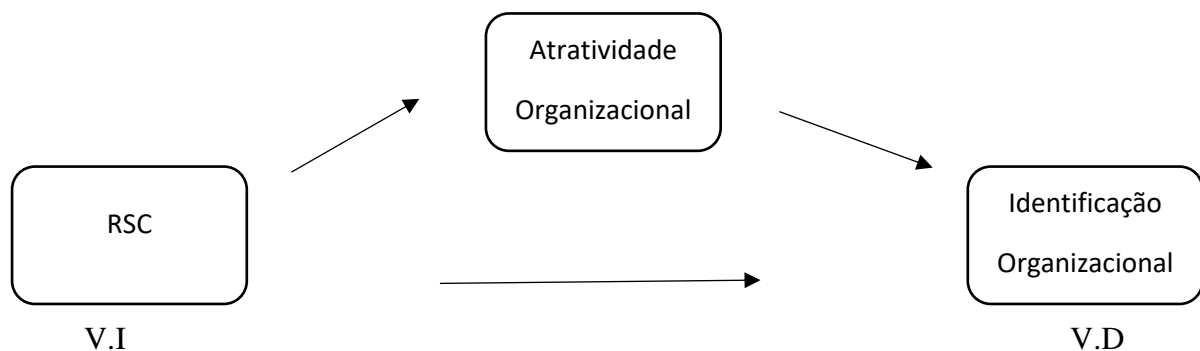 Atratividade
Organizacional
RSC
Identificação
Organizacional
V.I
V.D